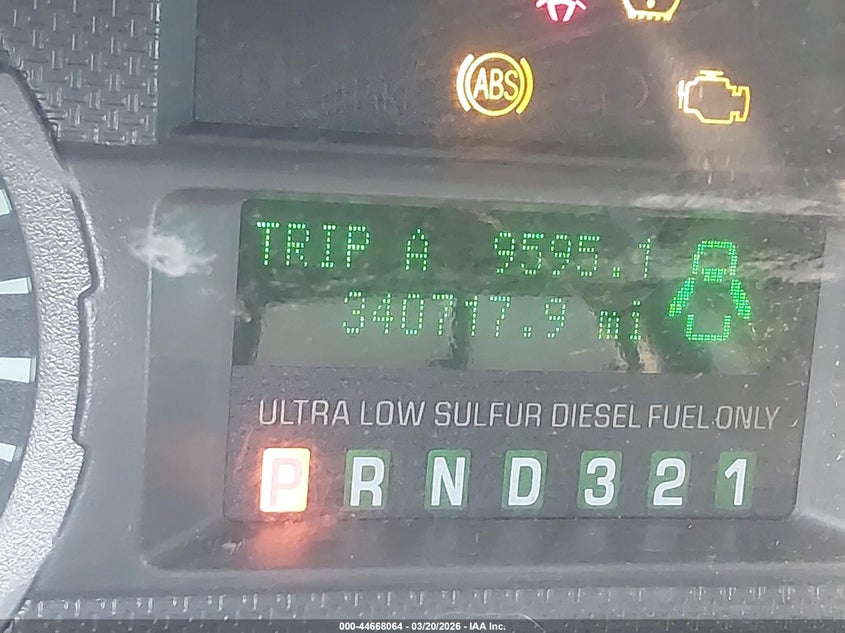 ABS
TRIP A 9595.1
340717.9 mi
ULTRA LOW SULFUR DIESEL FUEL ONLY
P R N D 3 2 1
000-44668064 - 03/20/2026 - IAA Inc.